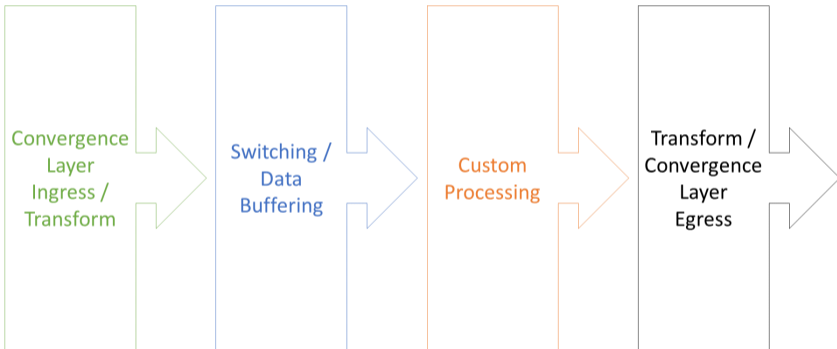 Convergence
Layer
Ingress /
Transform
Switching /
Data
Buffering
Custom
Processing
Transform /
Convergence
Layer
Egress